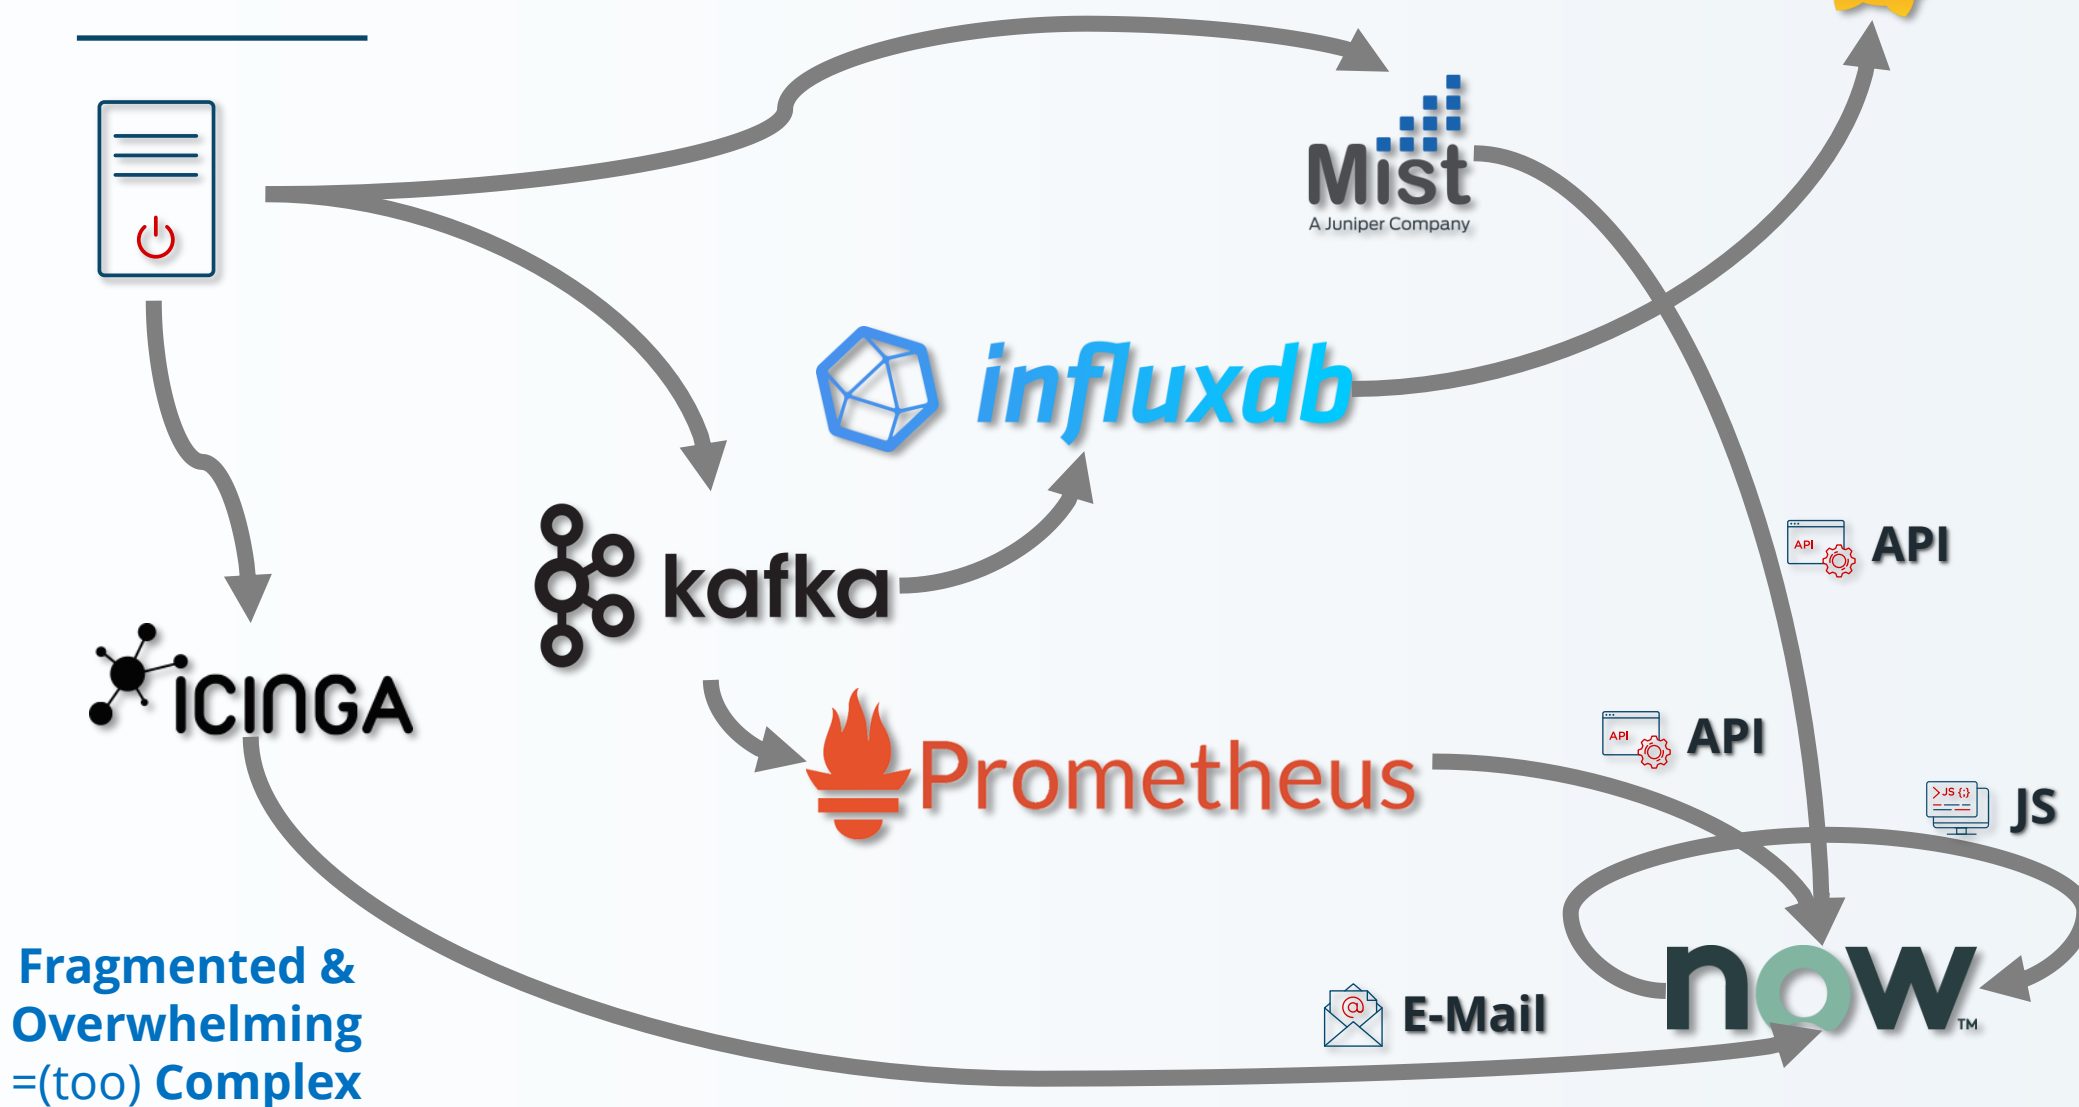 Mist
A Juniper Company
influxdb
API
API
kafka
ICINGA
API
API
Prometheus
>JS {;}
JS
now
TM
@
E-Mail
Fragmented &
Overwhelming
=(too) Complex